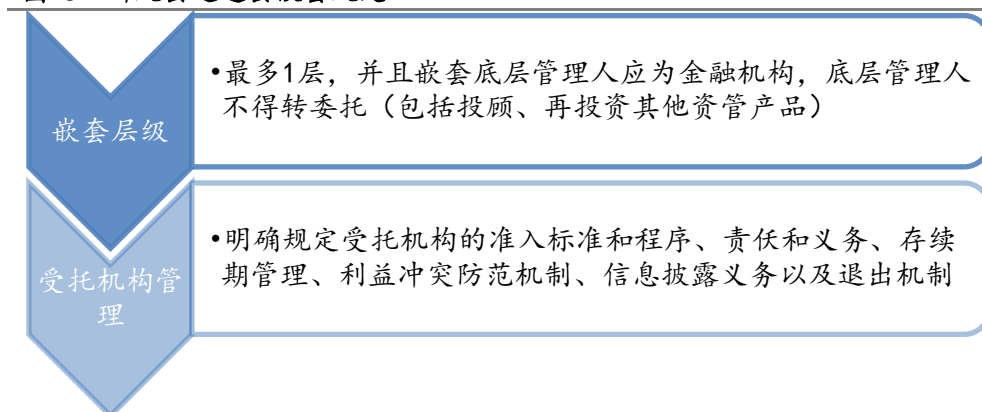 嵌套层级
•最多1层，并且嵌套底层管理人应为金融机构，底层管理人
不得转委托（包括投顾、再投资其他资管产品）
受托机构管
理
•明确规定受托机构的准入标准和程序、责任和义务、存续
期管理、利益冲突防范机制、信息披露义务以及退出机制